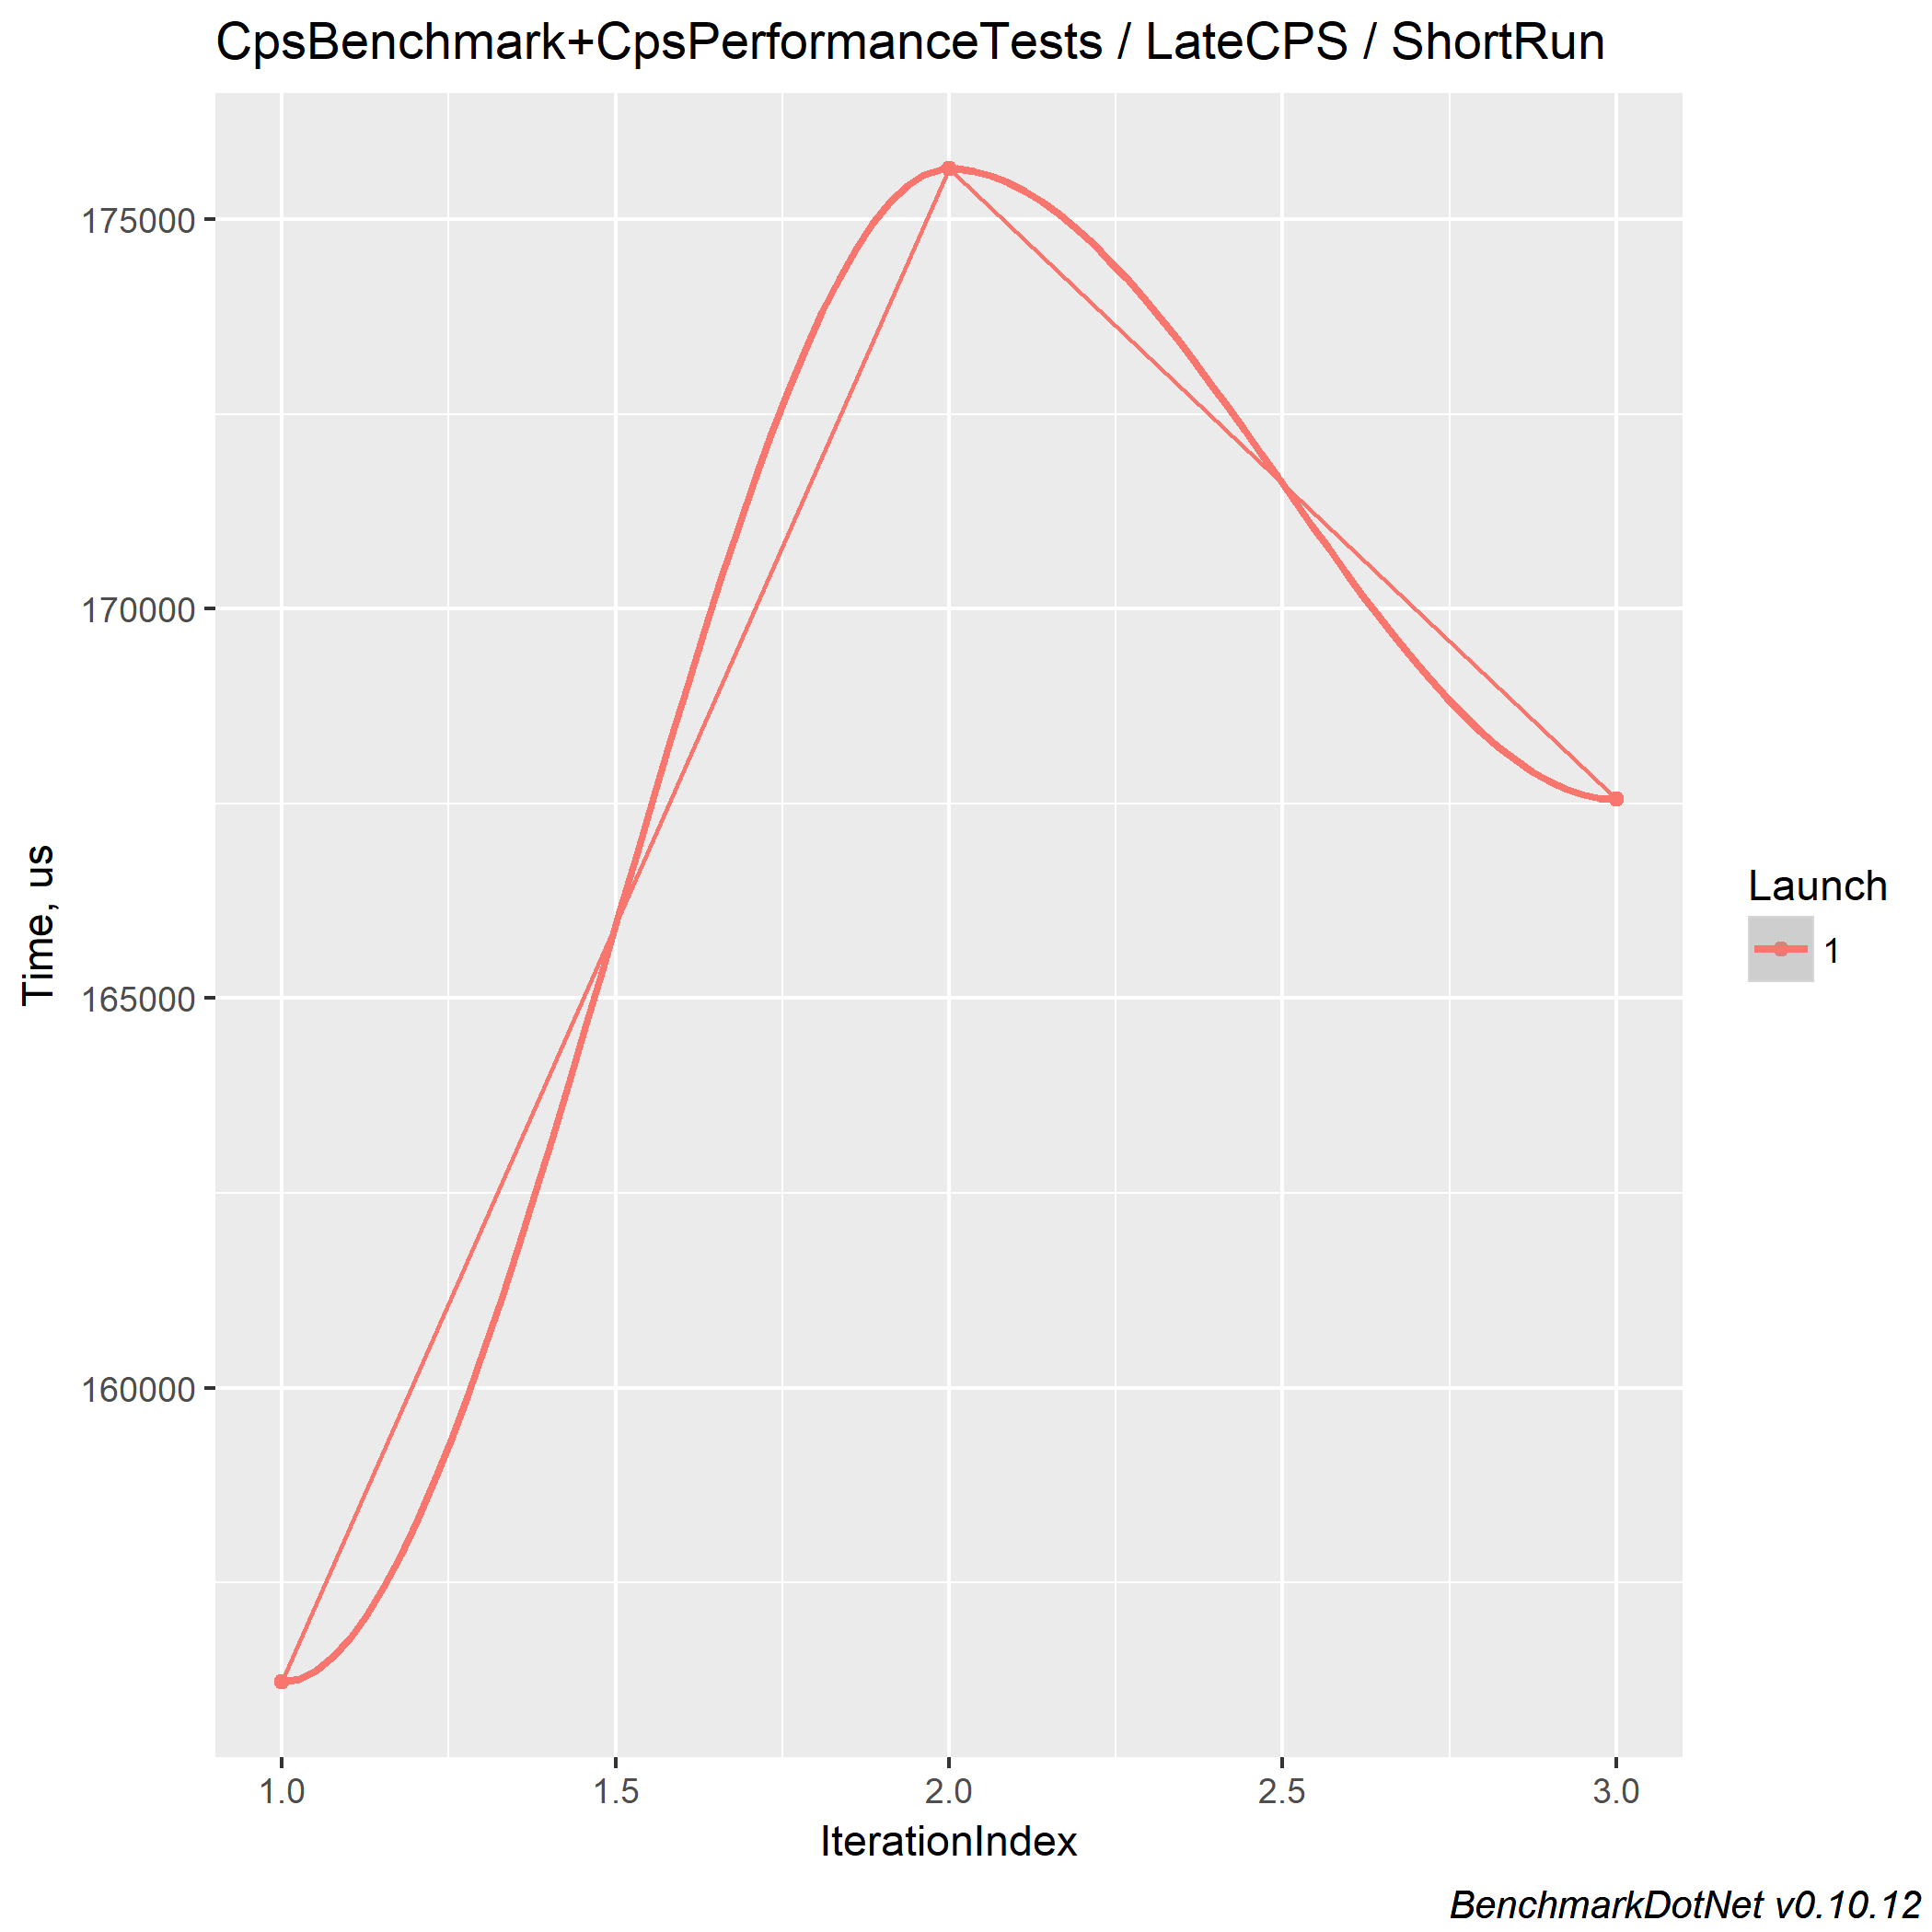 CpsBenchmark+CpsPerformanceTests / LateCPS / ShortRun
175000
170000
165000
160000
Time, us
1.0 1.5 2.0 2.5 3.0
IterationIndex
Launch
1
BenchmarkDotNet v0.10.12